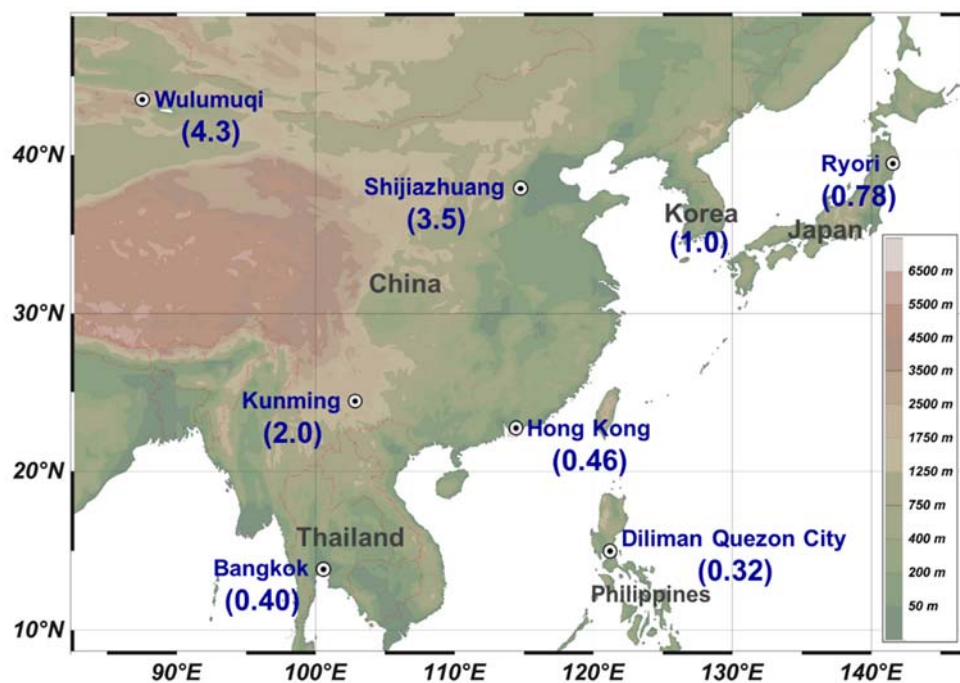 Wulumuqi
(4.3)
40°N
Shijiazhuang
(3.5)
Ryori
(0.78)
Korea
(1.0)
Japan
China
30°N
Kunming
(2.0)
Hong Kong
(0.46)
20°N
Thailand
Bangkok
(0.40)
Diliman Quezon City
(0.32)
Philippines
10°N
6500 m
5500 m
4500 m
3500 m
2500 m
1750 m
1250 m
750 m
400 m
200 m
50 m
90°E
100°E
110°E
120°E
130°E
140°E